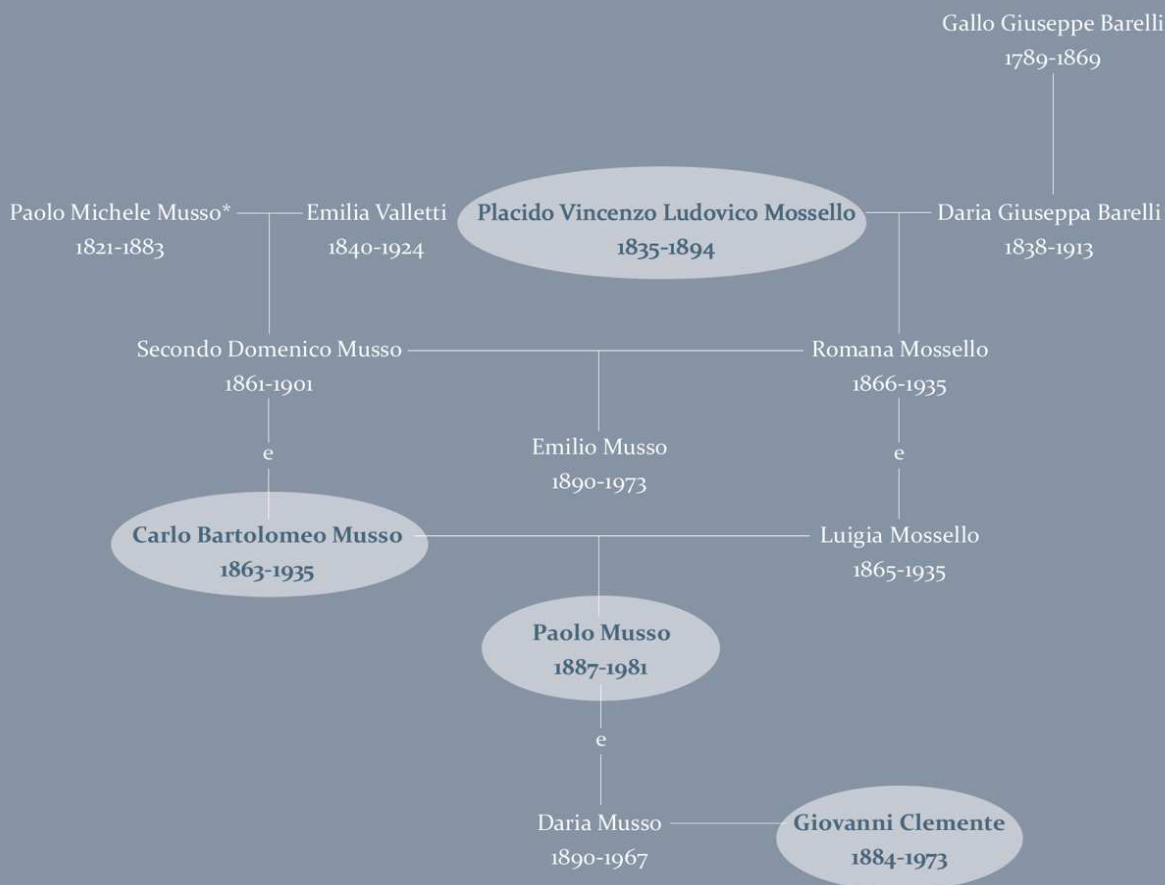 Gallo Giuseppe Barelli
1789-1869
Paolo Michele Musso*
1821-1883
Emilia Valletti
1840-1924
Placido Vincenzo Ludovico Mossello
1835-1894
Daria Giuseppa Barelli
1838-1913
Secondo Domenico Musso
1861-1901
Romana Mossello
1866-1935
e
Emilio Musso
1890-1973
e
Carlo Bartolomeo Musso
1863-1935
Luigia Mossello
1865-1935
Paolo Musso
1887-1981
e
Daria Musso
1890-1967
Giovanni Clemente
1884-1973